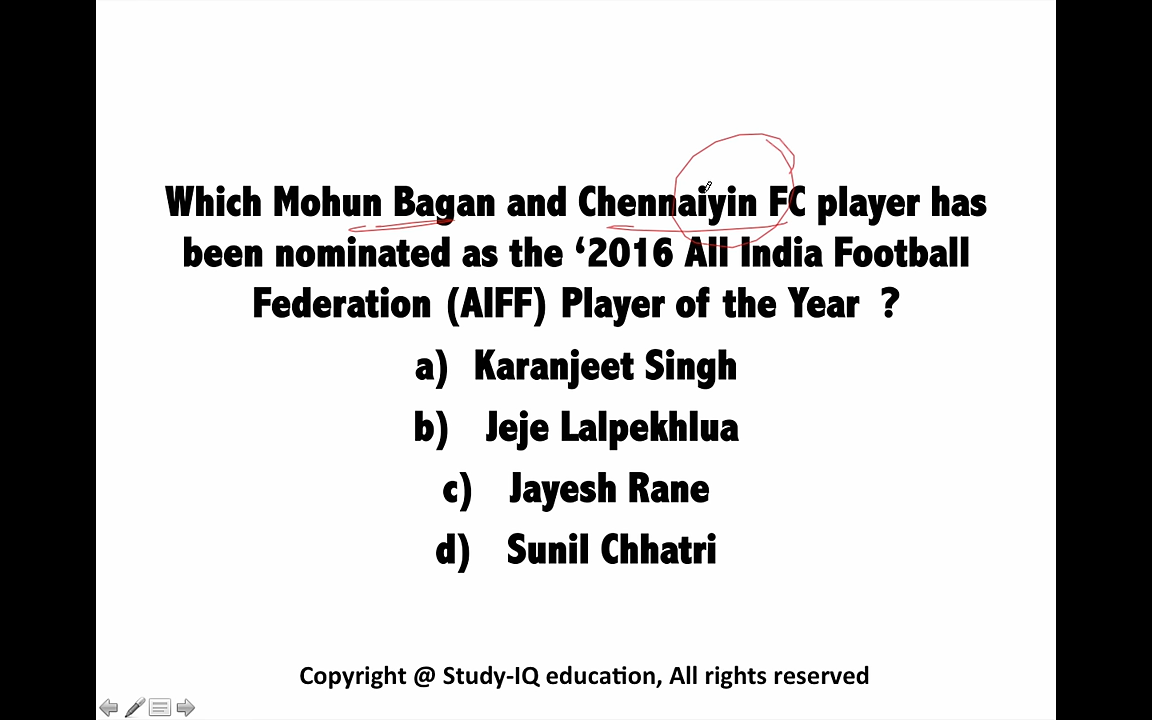 Which Mohun Bagan and Chennaiyin FC player has
been nominated as the ‘2016 All India Football
Federation (AIFF) Player of the Year ?
a) Karanjeet Singh
b) Jeje Lalpekhlua
c) Jayesh Rane
d) Sunil Chhatri
Copyright @ Study-IQ education, All rights reserved